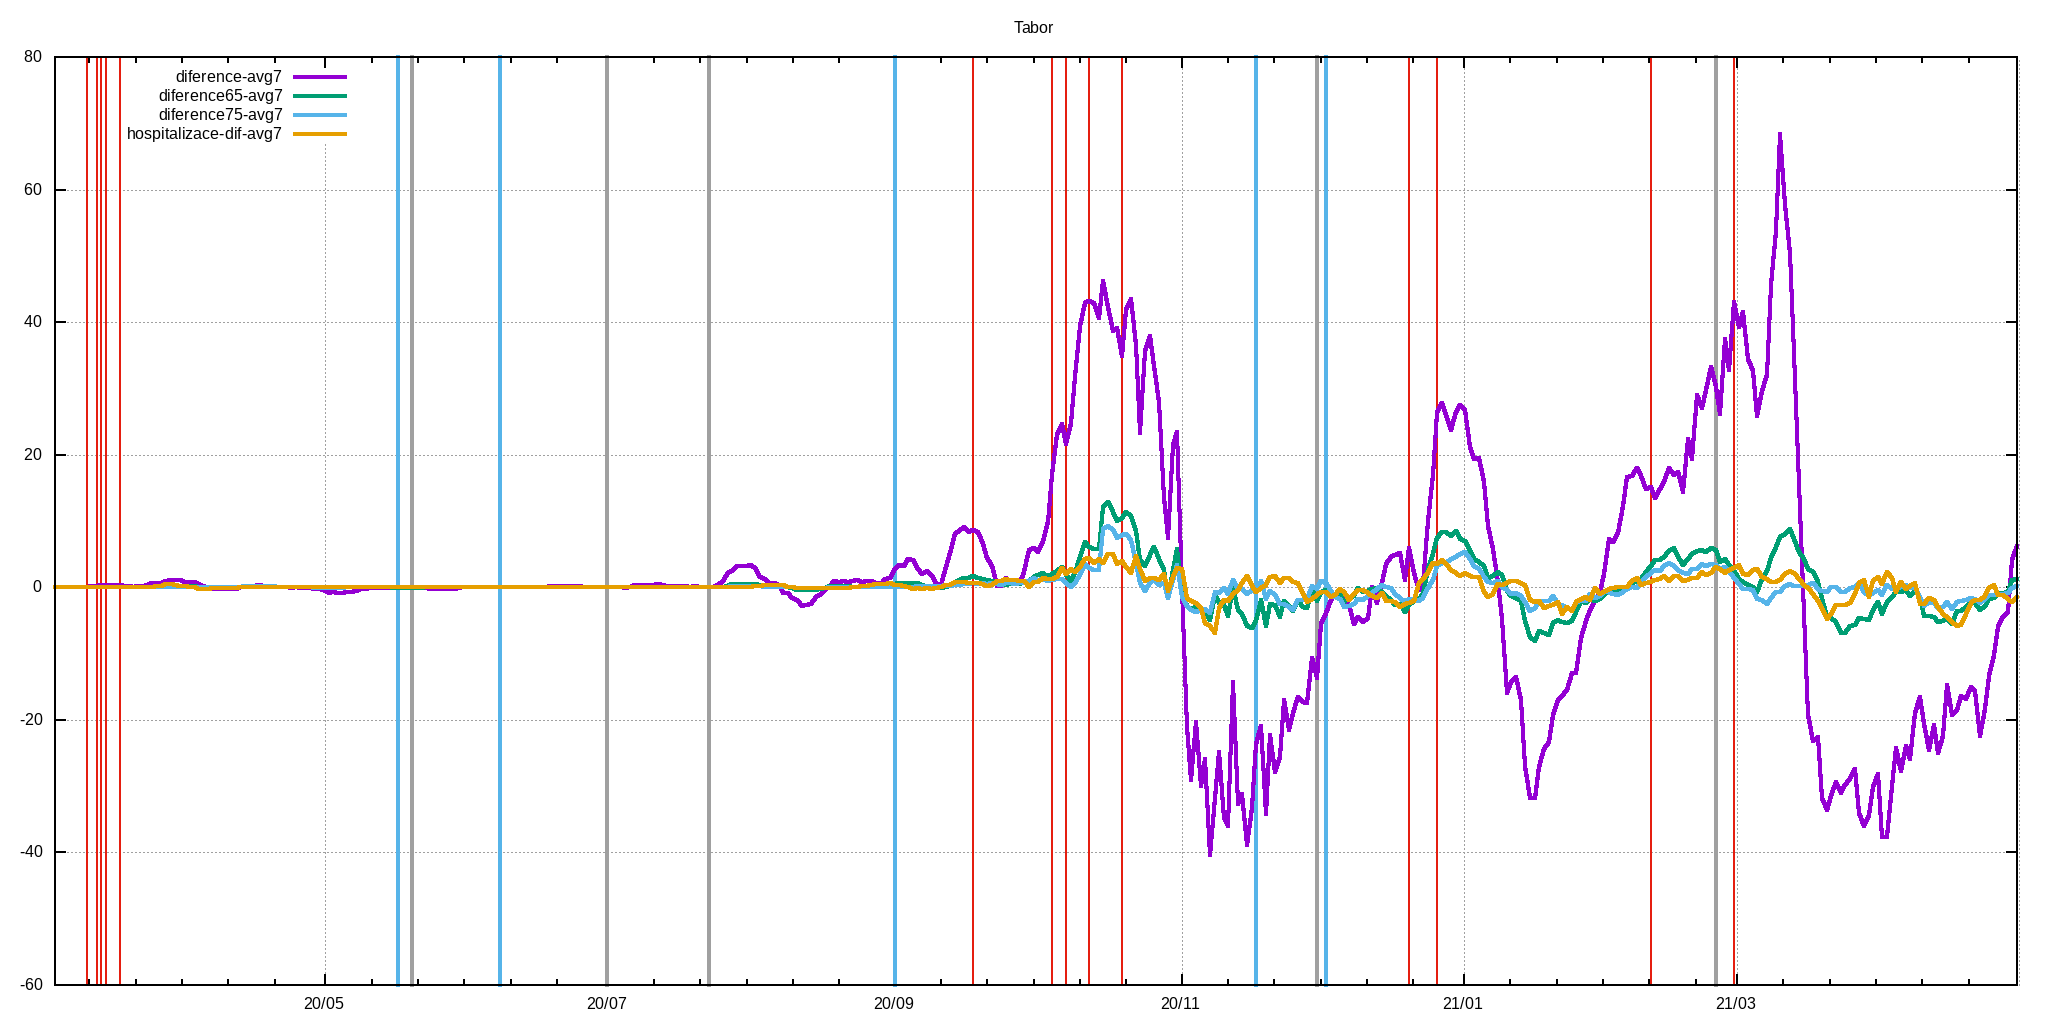 Tabor
80
60
40
20
0
-20
-40
-60
diference-avg7
diference65-avg7
diference75-avg7
hospitalizace-dif-avg7
20/05 20/07 20/09 20/11 21/01 21/03